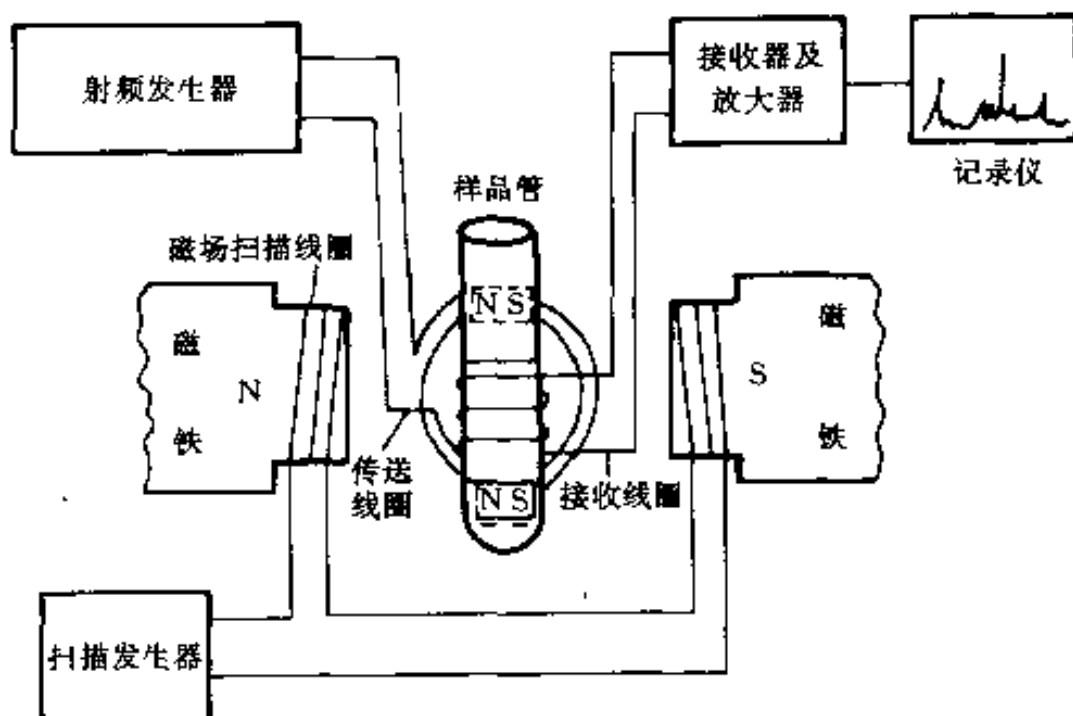 射频发生器
接收器及
放大器
记录仪
样品管
磁场扫描线圈
N S
磁
N
铁
磁
S
铁
传送
线圈
N S
接收线圈
扫描发生器